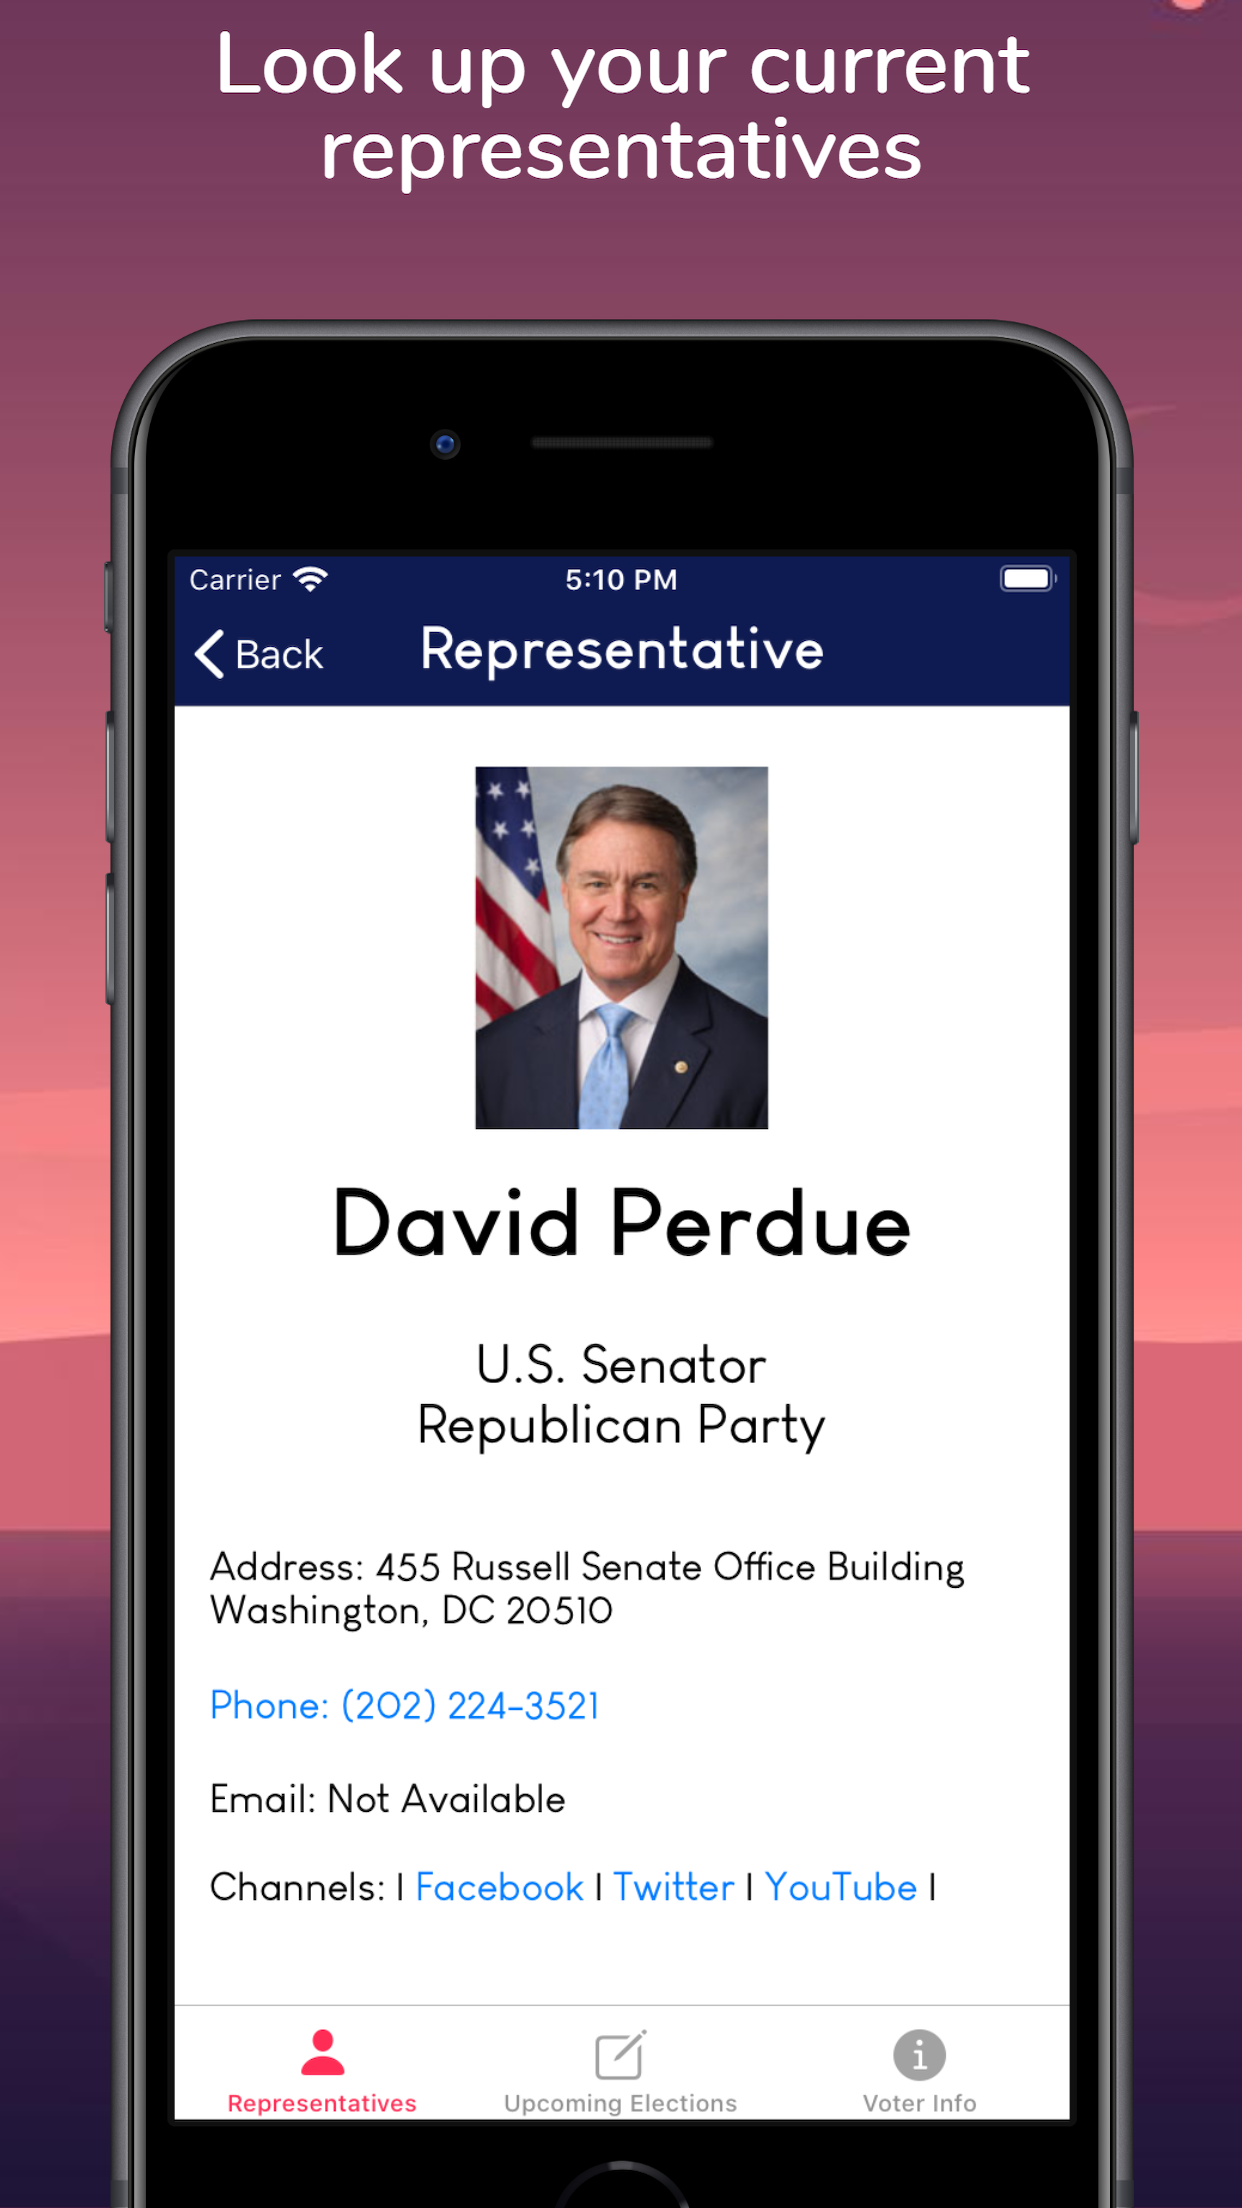 Look up your current
representatives
Carrier
5:10 PM
Back
Representative
David Perdue
U.S. Senator
Republican Party
Address: 455 Russell Senate Office Building
Washington, DC 20510
Phone: (202) 224-3521
Email: Not Available
Channels: | Facebook | Twitter | YouTube |
Representatives
Upcoming Elections
Voter Info